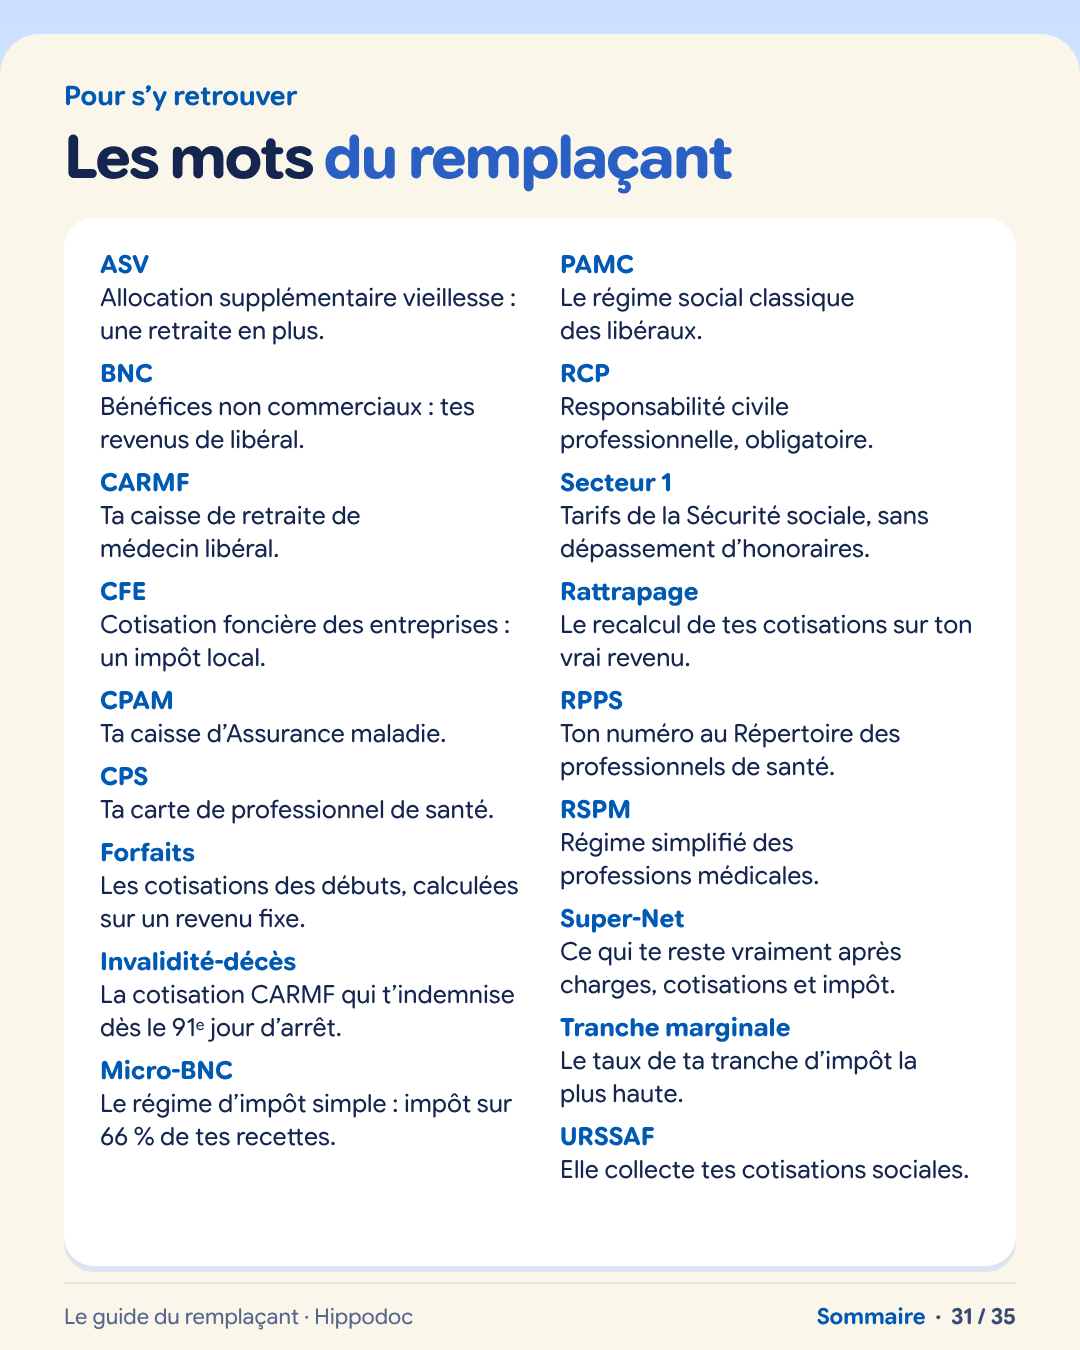 Pour s’y retrouver
Les mots du remplaçant
ASV
Allocation supplémentaire vieillesse :
une retraite en plus.
BNC
Bénéfices non commerciaux : tes
revenus de libéral.
CARMF
Ta caisse de retraite de
médecin libéral.
CFE
Cotisation foncière des entreprises :
un impôt local.
CPAM
Ta caisse d’Assurance maladie.
CPS
Ta carte de professionnel de santé.
Forfaits
Les cotisations des débuts, calculées
sur un revenu fixe.
Invalidité-décès
La cotisation CARMF qui t’indemnise
dès le 91ᵉ jour d’arrêt.
Micro-BNC
Le régime d’impôt simple : impôt sur
66 % de tes recettes.
PAMC
Le régime social classique
des libéraux.
RCP
Responsabilité civile
professionnelle, obligatoire.
Secteur 1
Tarifs de la Sécurité sociale, sans
dépassement d’honoraires.
Rattrapage
Le recalcul de tes cotisations sur ton
vrai revenu.
RPPS
Ton numéro au Répertoire des
professionnels de santé.
RSPM
Régime simplifié des
professions médicales.
Super-Net
Ce qui te reste vraiment après
charges, cotisations et impôt.
Tranche marginale
Le taux de ta tranche d’impôt la
plus haute.
URSSAF
Elle collecte tes cotisations sociales.
Le guide du remplaçant · Hippodoc
Sommaire · 31 / 35